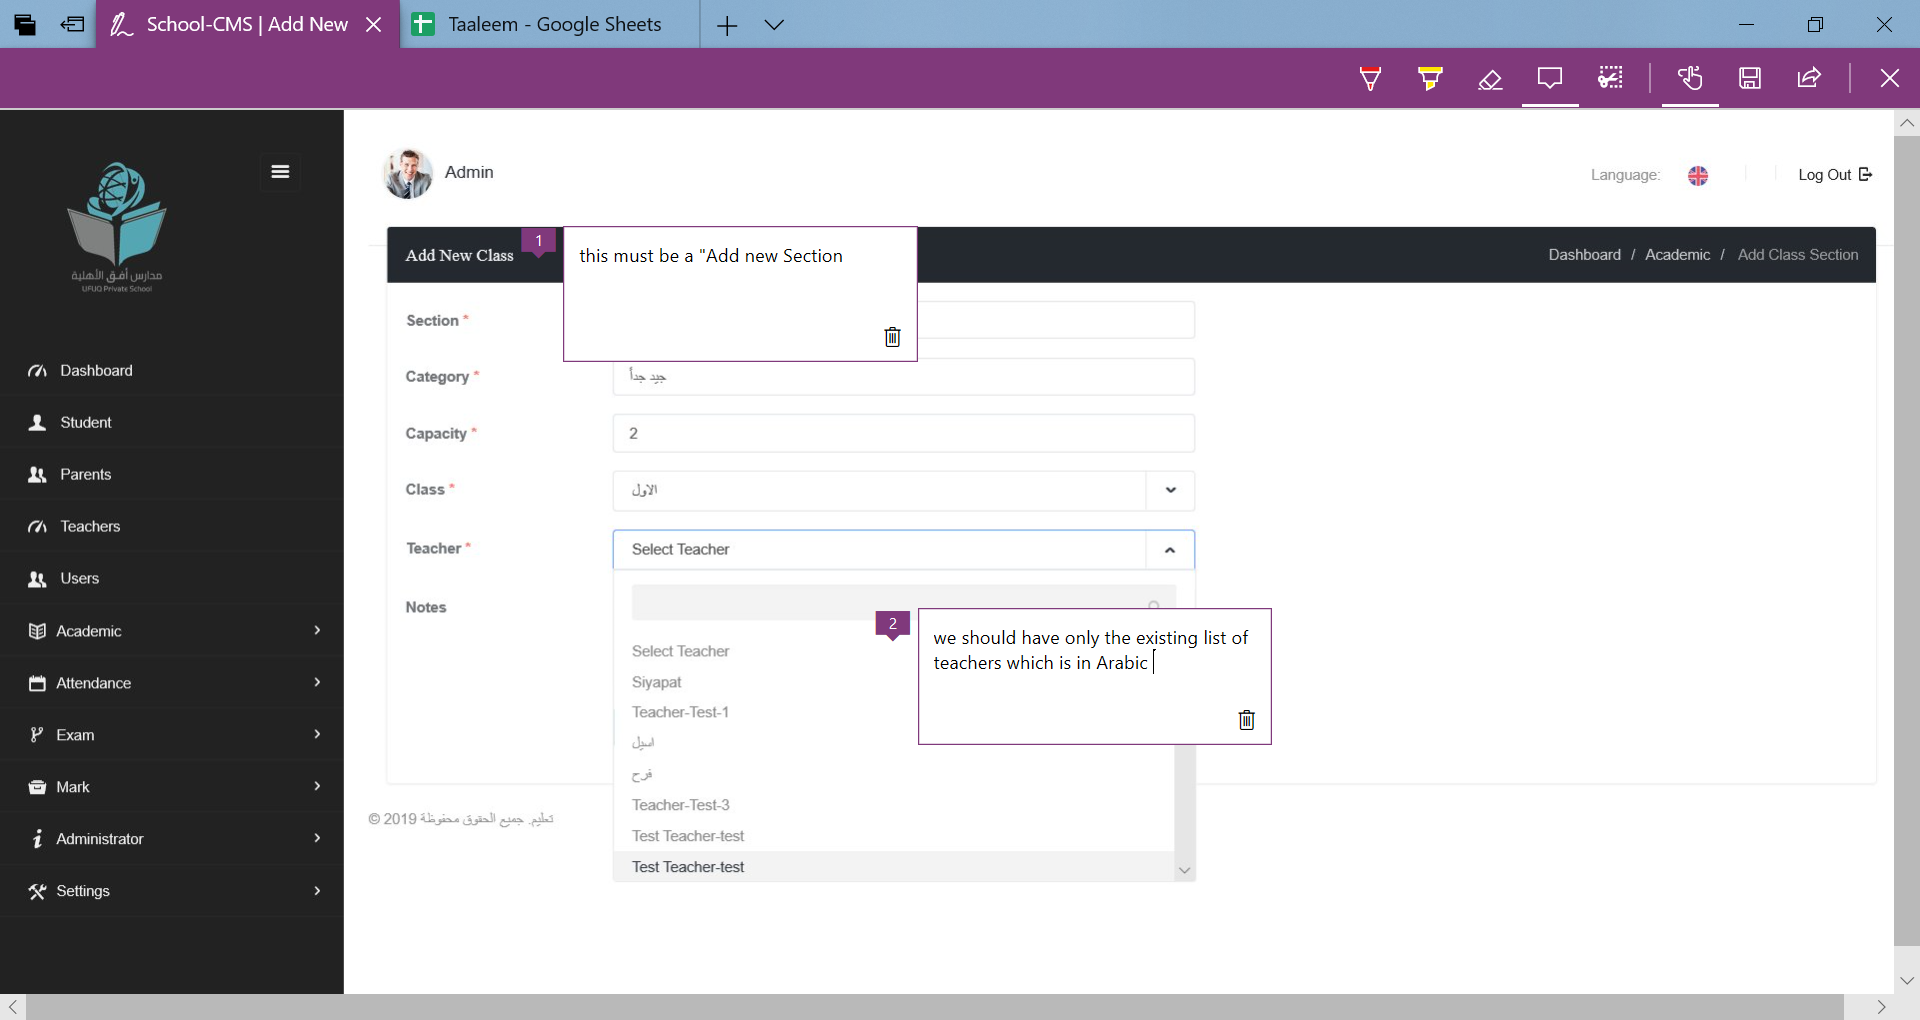 School-CMS | Add New
Taaleem - Google Sheets
Admin
Language:
Log Out
مدارس أفق الأهلية
UFUQ Private School
Add New Class
1
this must be a "Add new Section
Dashboard / Academic / Add Class Section
Section *
Category *
جيد جداً
Capacity *
2
Class *
الاول
Teacher *
Select Teacher
Notes
2
we should have only the existing list of
teachers which is in Arabic
Select Teacher
Siyapat
Teacher-Test-1
اسيل
فرح
Teacher-Test-3
Test Teacher-test
Test Teacher-test
Dashboard
Student
Parents
Teachers
Users
Academic
Attendance
Exam
Mark
Administrator
Settings
© 2019 تعليم. جميع الحقوق محفوظة